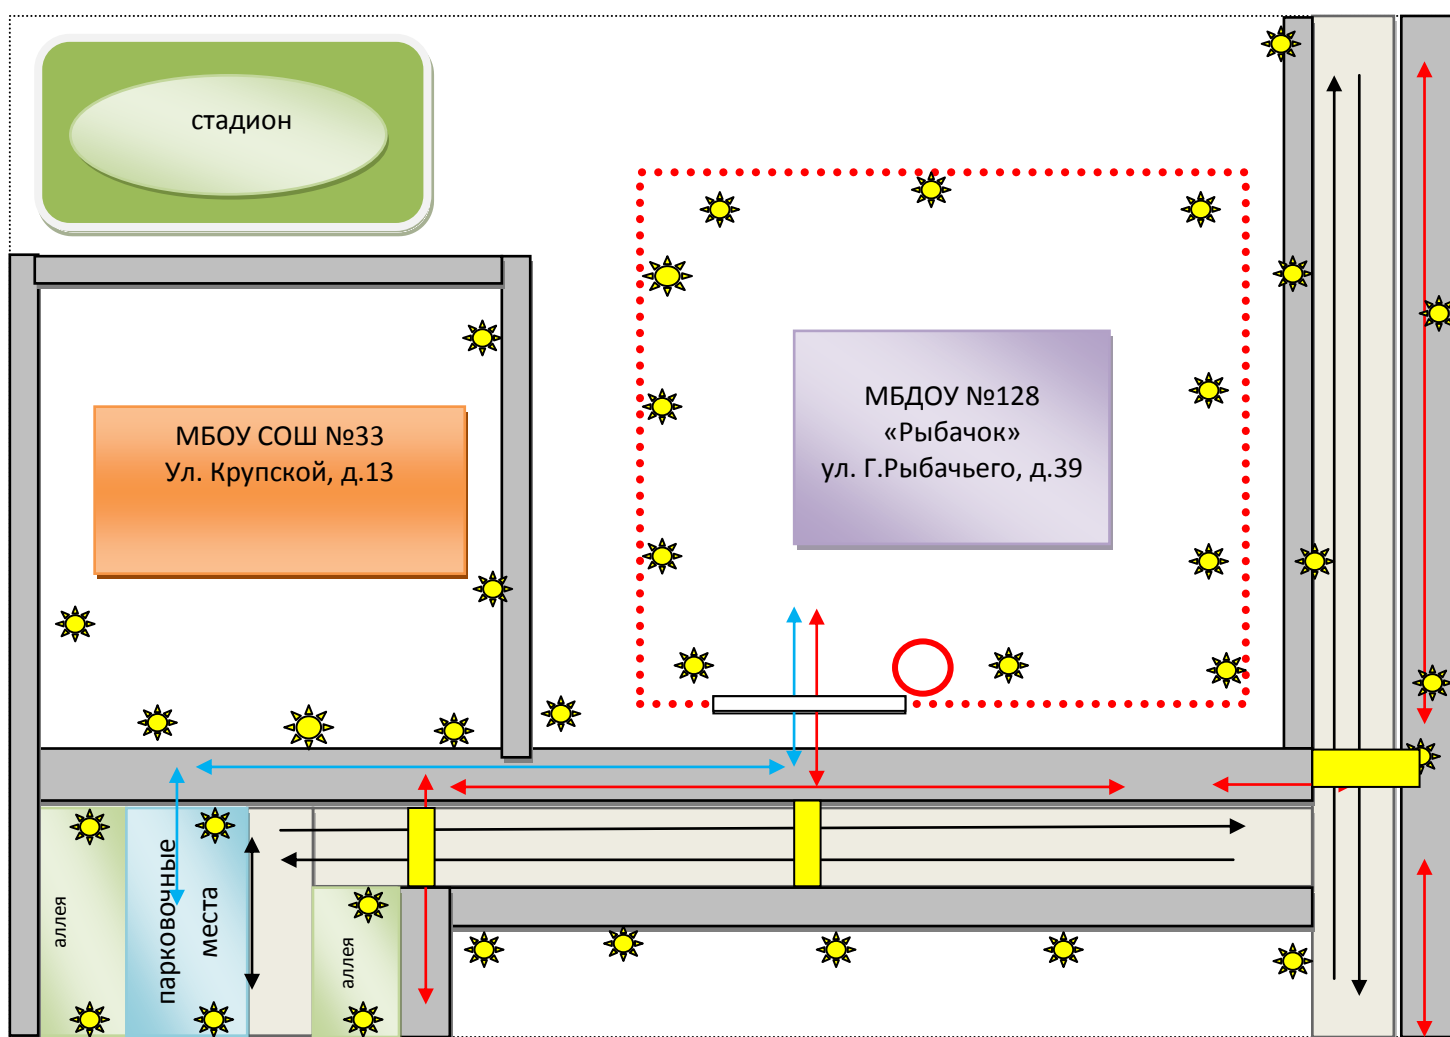 стадион
МБОУ СОШ №33
Ул. Крупской, д.13
МБДОУ №128
«Рыбачок»
ул. Г.Рыбачьего, д.39
аллея
парковочные
места
аллея